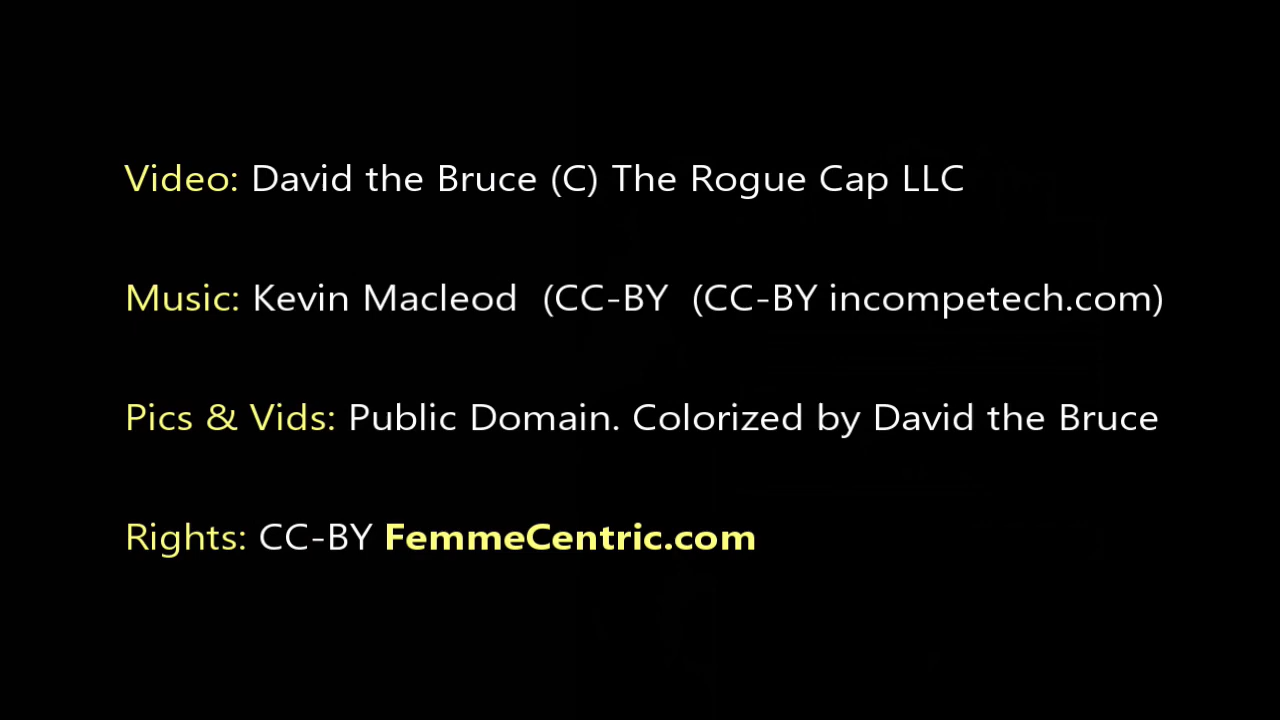 Video: David the Bruce (C) The Rogue Cap LLC
Music: Kevin Macleod  (CC-BY  (CC-BY incompetech.com)
Pics & Vids: Public Domain. Colorized by David the Bruce
Rights: CC-BY FemmeCentric.com